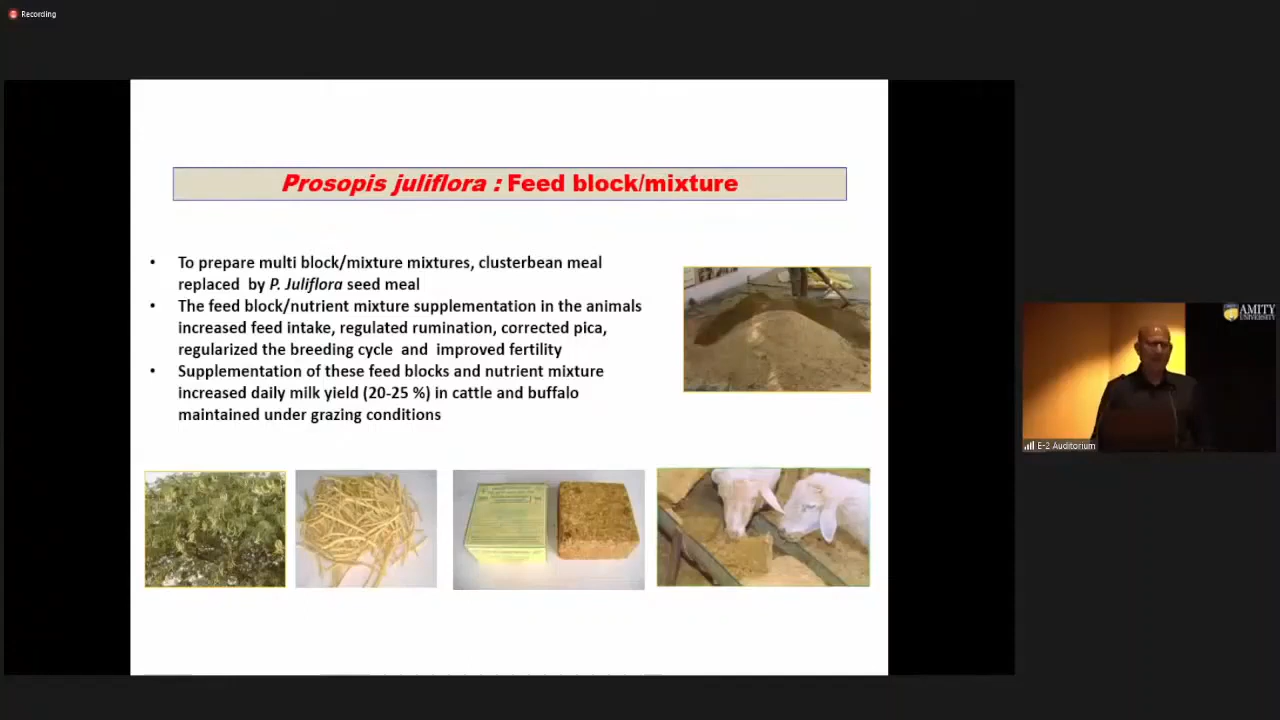 Recording
Prosopis juliflora : Feed block/mixture
• To prepare multi block/mixture mixtures, clusterbean meal
replaced by P. Juliflora seed meal
• The feed block/nutrient mixture supplementation in the animals
increased feed intake, regulated rumination, corrected pica,
regularized the breeding cycle and improved fertility
• Supplementation of these feed blocks and nutrient mixture
increased daily milk yield (20-25 %) in cattle and buffalo
maintained under grazing conditions
AMITY
UNIVERSITY
E-2 Auditorium